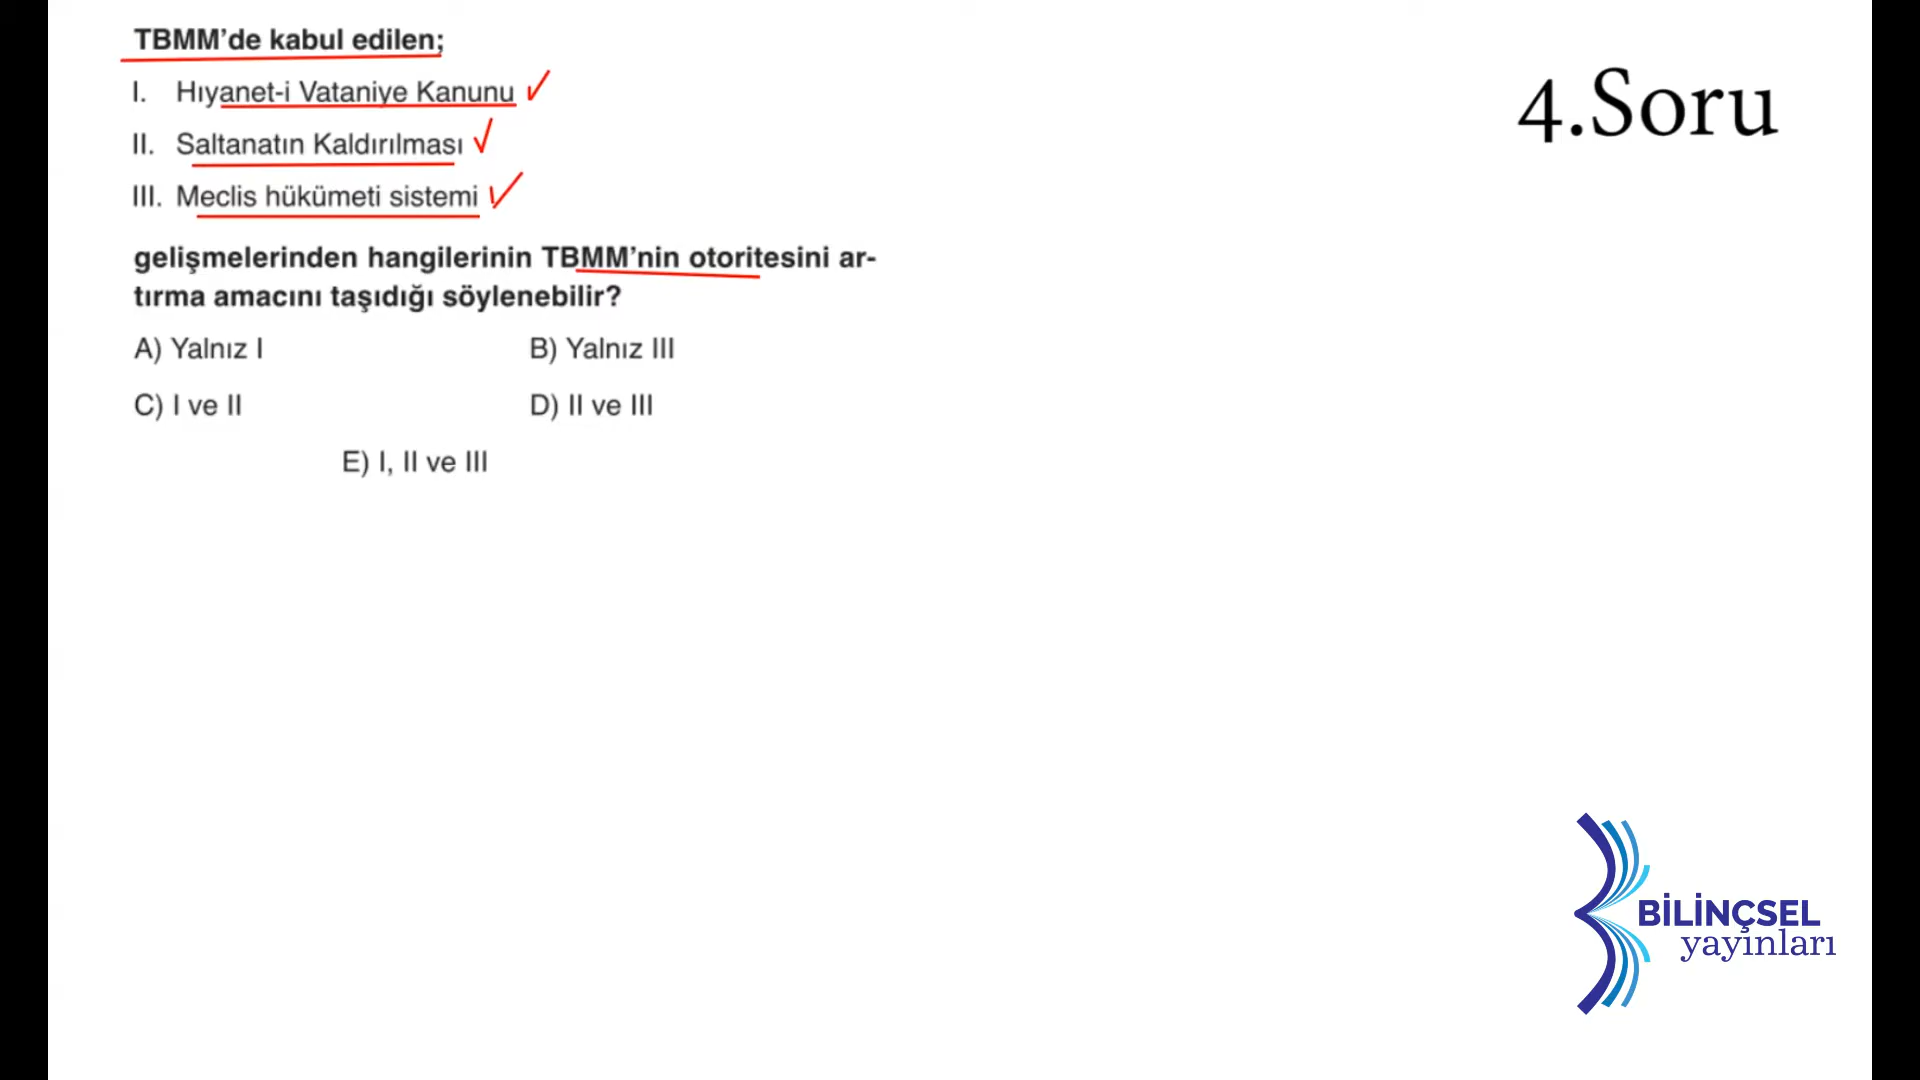 TBMM’de kabul edilen;
I. Hıyanet-i Vataniye Kanunu
II. Saltanatın Kaldırılması
III. Meclis hükümeti sistemi
gelişmelerinden hangilerinin TBMM’nin otoritesini ar-
tırma amacını taşıdığı söylenebilir?
A) Yalnız I
B) Yalnız III
C) I ve II
D) II ve III
E) I, II ve III
4.Soru
BİLİNÇSEL
yayınları